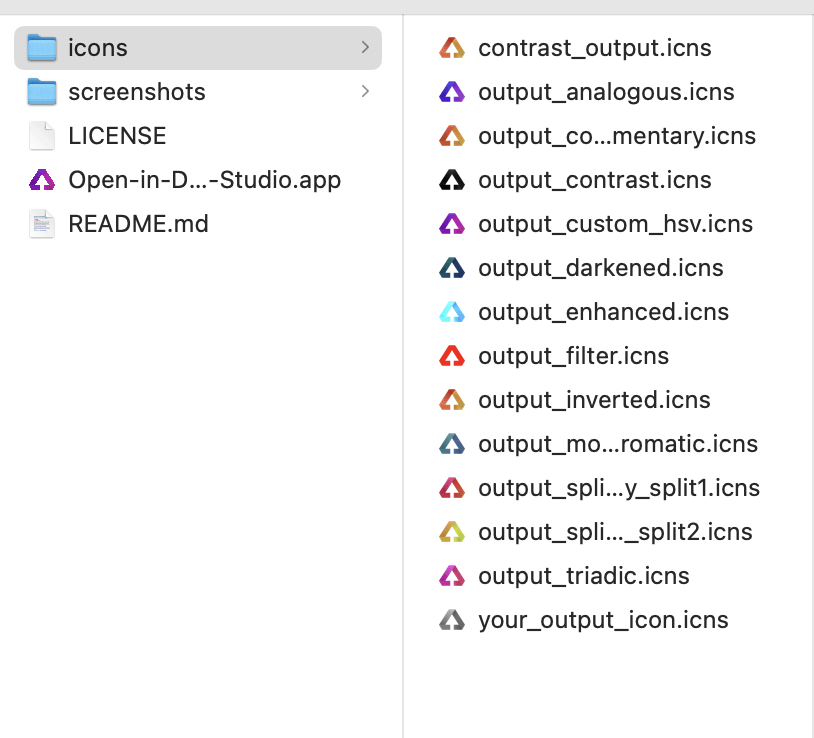 icons
screenshots
LICENSE
Open-in-D...-Studio.app
README.md
contrast_output.icns
output_analogous.icns
output_co...mentary.icns
output_contrast.icns
output_custom_hsv.icns
output_darkened.icns
output_enhanced.icns
output_filter.icns
output_inverted.icns
output_mo...romatic.icns
output_spli...y_split1.icns
output_spli..._split2.icns
output_triadic.icns
your_output_icon.icns